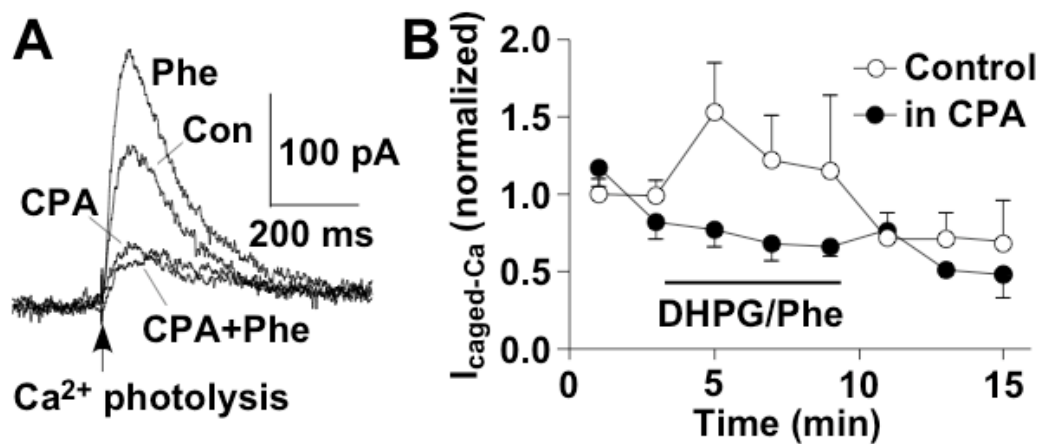 A
Phe
Con
100 pA
200 ms
CPA
CPA+Phe
Ca²⁺ photolysis
B
I_caged-Ca (normalized)
2.0
1.5
1.0
0.5
0.0
Control
in CPA
DHPG/Phe
0 5 10 15
Time (min)